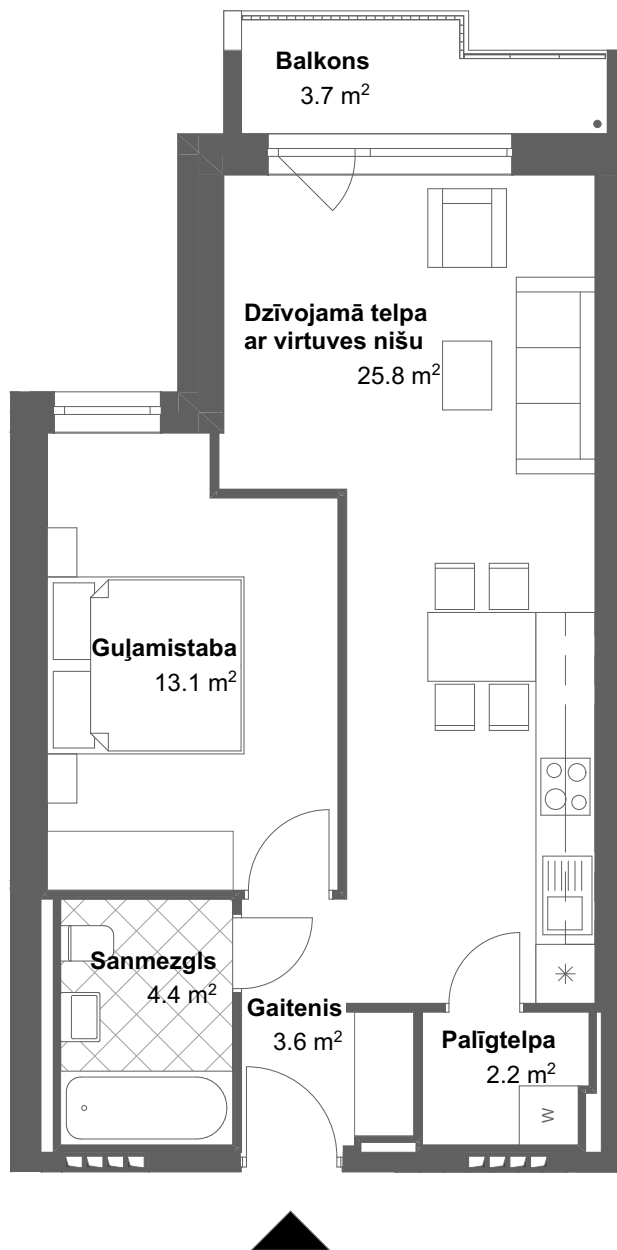 Balkons
3.7 m²
Dzīvojamā telpa
ar virtuves nišu
25.8 m²
Guļamistaba
13.1 m²
Sanmezgls
4.4 m²
Gaitenis
3.6 m²
Palīgtelpa
2.2 m²
W